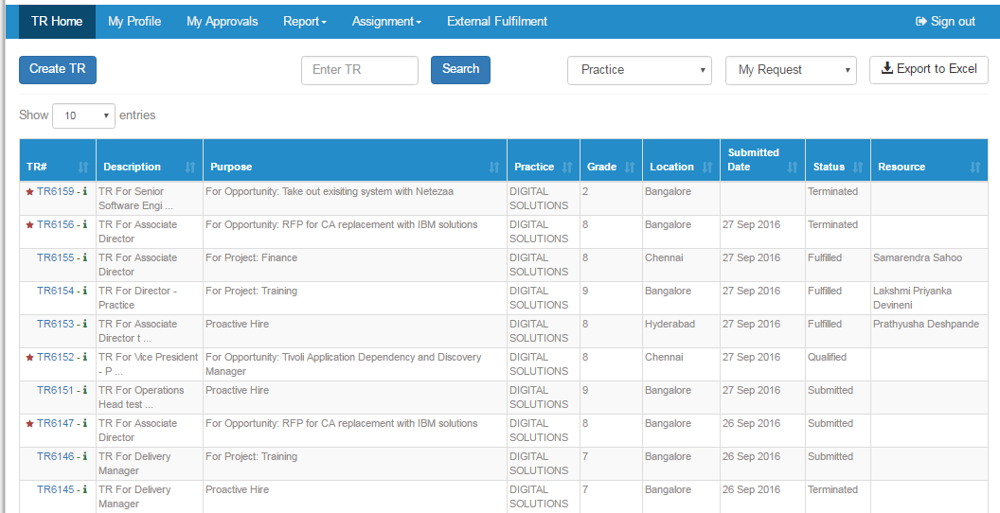 TR Home My Profile My Approvals Report Assignment External Fulfilment Sign out
Create TR Enter TR Search Practice My Request Export to Excel
Show 10 entries
Submitted
TR# Description Purpose Practice Grade Location Date Status Resource
TR6159 - i TR For Senior For Opportunity: Take out exisiting system with Netezaa DIGITAL 2 Bangalore Terminated
Software Engi ... SOLUTIONS
TR6156 - i TR For Associate For Opportunity: RFP for CA replacement with IBM solutions DIGITAL 8 Bangalore 27 Sep 2016 Terminated
Director SOLUTIONS
TR6155 - i TR For Associate For Project: Finance DIGITAL 8 Chennai 27 Sep 2016 Fulfilled Samarendra Sahoo
Director SOLUTIONS
TR6154 - i TR For Director - For Project: Training DIGITAL 9 Bangalore 27 Sep 2016 Fulfilled Lakshmi Priyanka
Practice SOLUTIONS Devineni
TR6153 - i TR For Associate Proactive Hire DIGITAL 8 Hyderabad 27 Sep 2016 Fulfilled Prathyusha Deshpande
Director t ... SOLUTIONS
TR6152 - i TR For Vice President For Opportunity: Tivoli Application Dependency and Discovery DIGITAL 8 Chennai 27 Sep 2016 Qualified
- P ... Manager SOLUTIONS
TR6151 - i TR For Operations Proactive Hire DIGITAL 9 Bangalore 27 Sep 2016 Submitted
Head test ... SOLUTIONS
TR6147 - i TR For Associate For Opportunity: RFP for CA replacement with IBM solutions DIGITAL 8 Bangalore 26 Sep 2016 Submitted
Director SOLUTIONS
TR6146 - i TR For Delivery For Project: Training DIGITAL 7 Bangalore 26 Sep 2016 Submitted
Manager SOLUTIONS
TR6145 - i TR For Delivery Proactive Hire DIGITAL 7 Bangalore 26 Sep 2016 Terminated
Manager SOLUTIONS